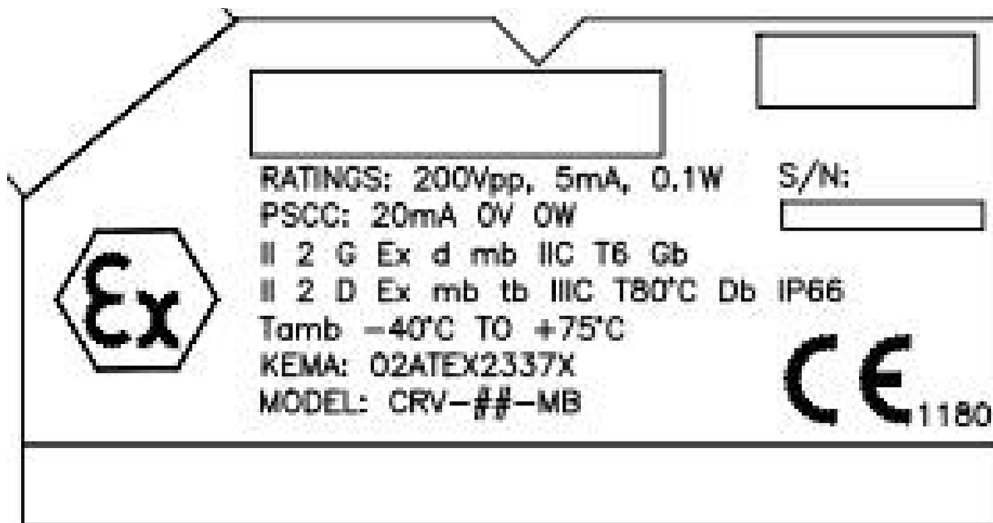 RATINGS: 200Vpp, 5mA, 0.1W
S/N:
PSCC: 20mA 0V 0W
II 2 G Ex d mb IIC T6 Gb
II 2 D Ex mb tb IIIC T80°C Db IP66
Tamb -40°C TO +75°C
KEMA: 02ATEX2337X
MODEL: CRV-##-MB
Ex
CE 1180